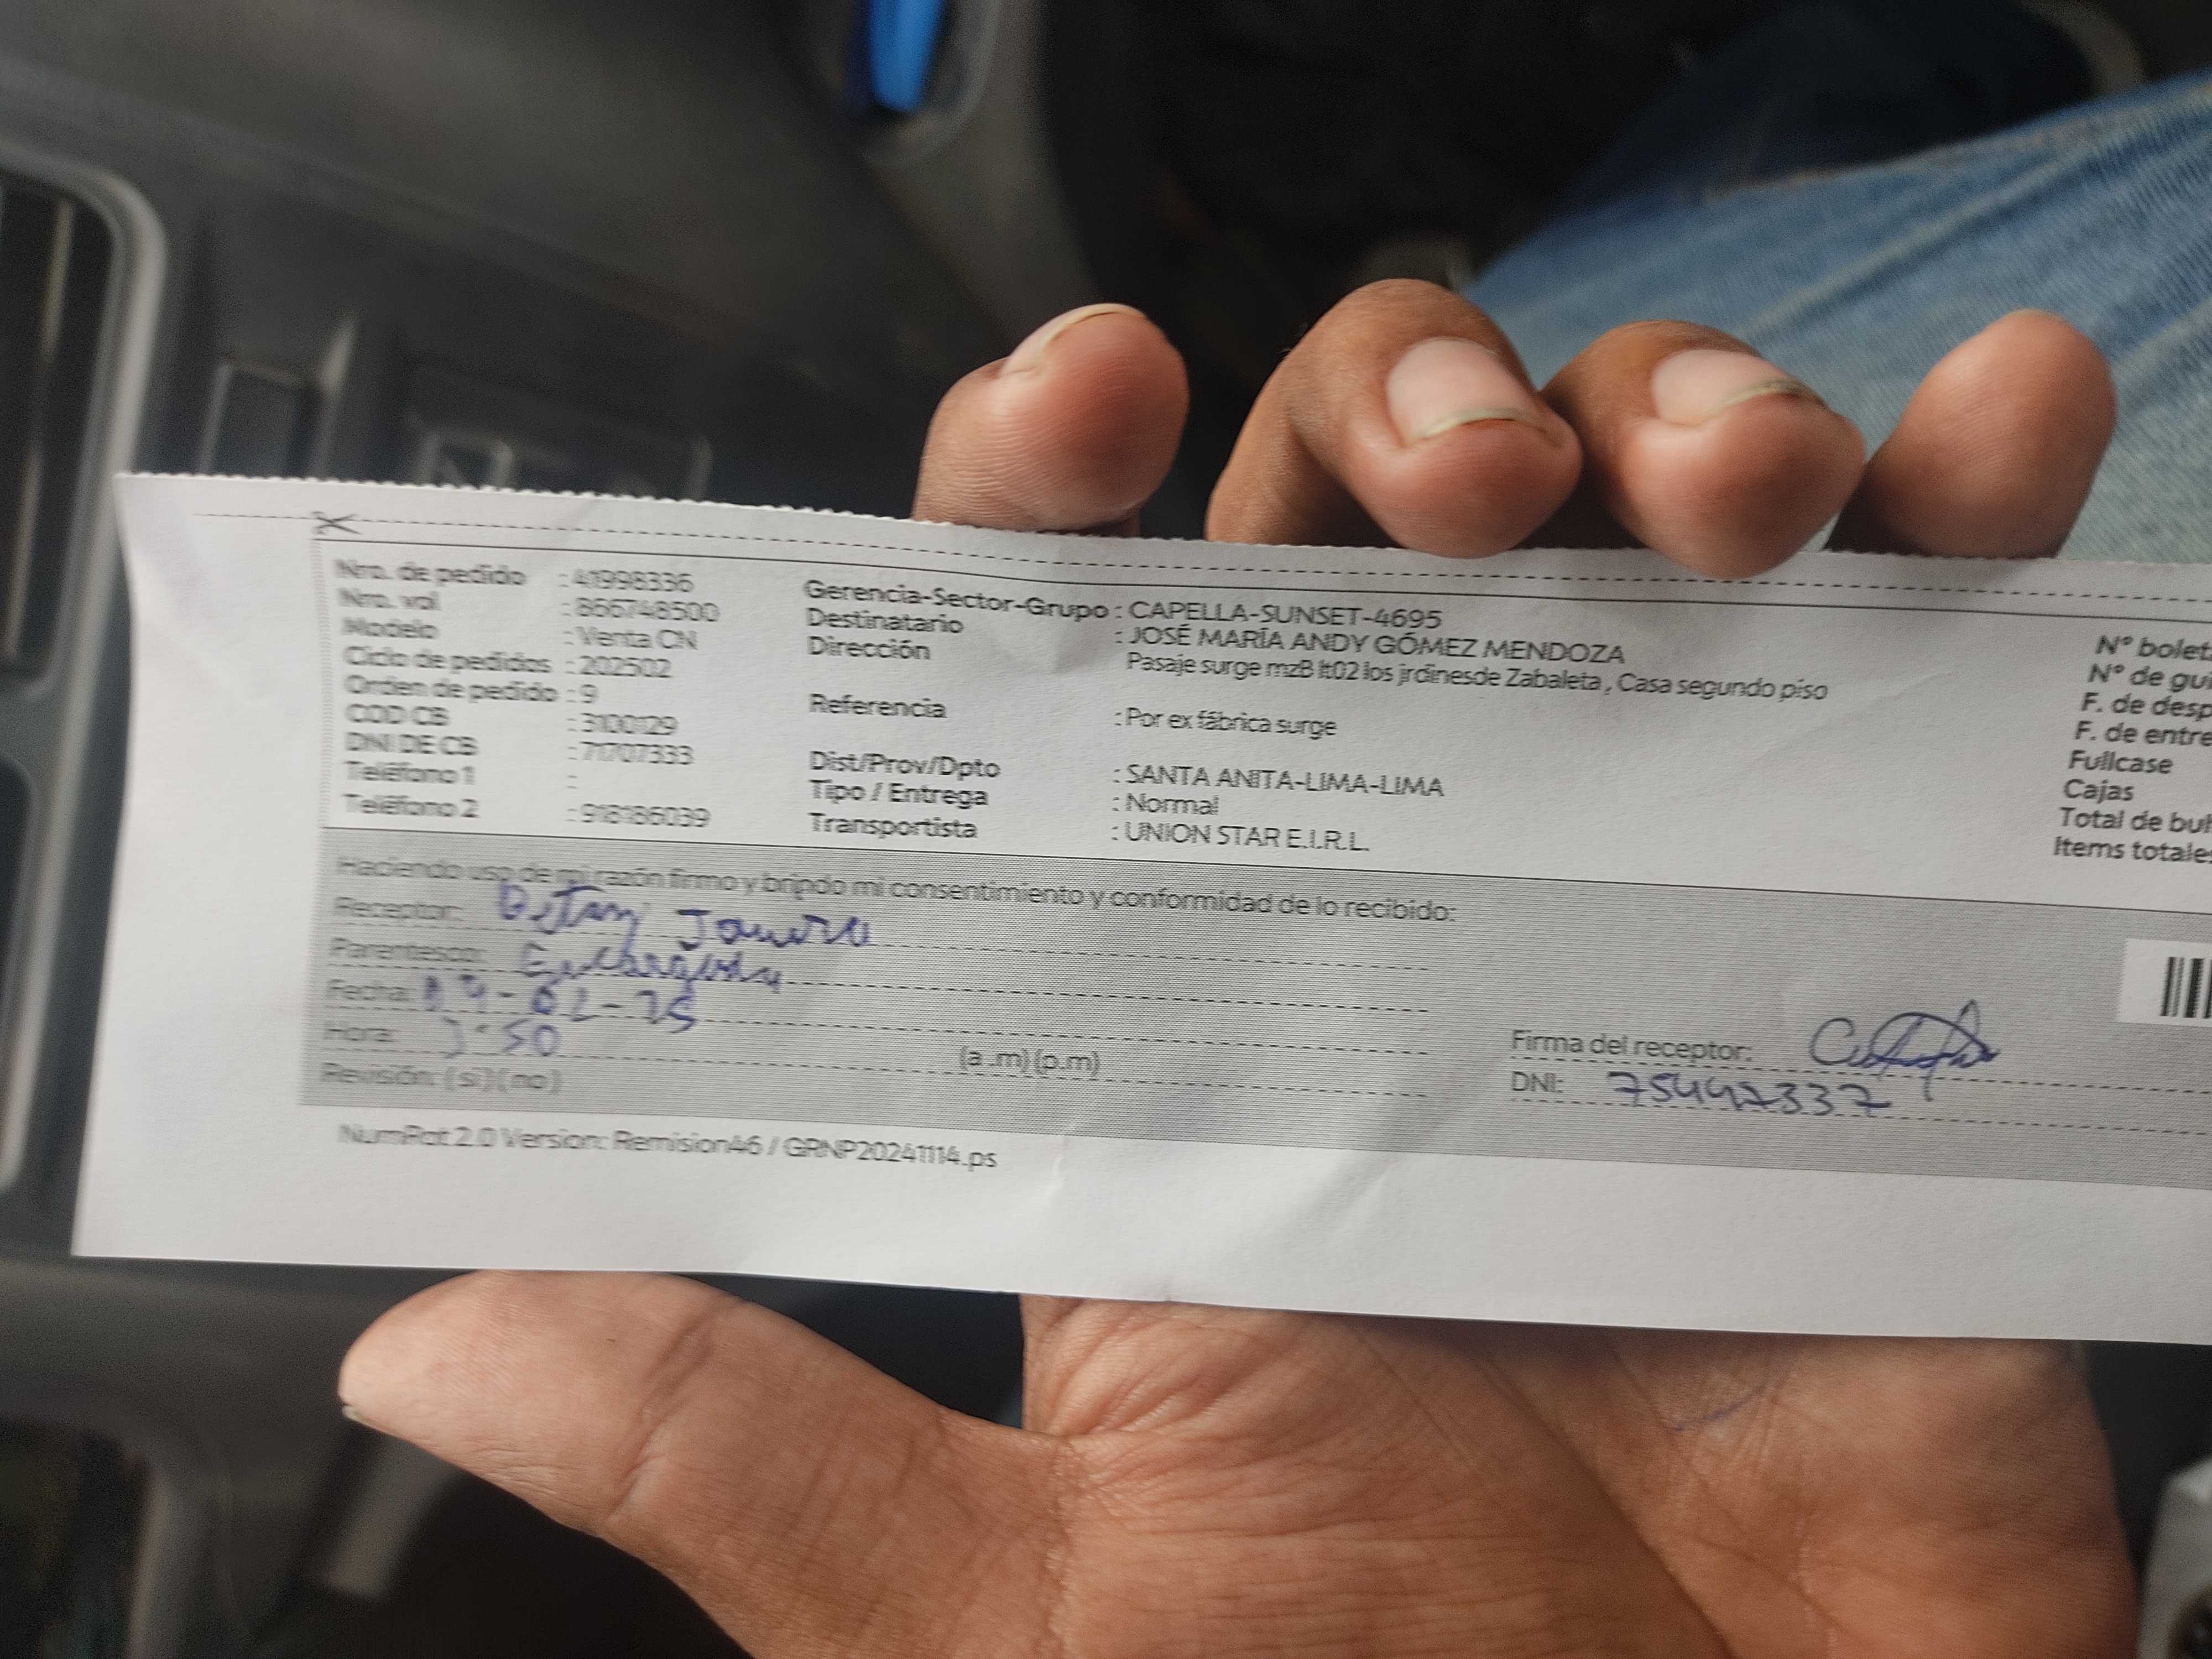 Nro. de pedido : 41998336
Nro. vol : 866748500
Modelo : Venta CN
Ciclo de pedidos : 202502
Orden de pedido : 9
COD CB : 3100129
DNI DE CB : 71707333
Teléfono 1 :
Teléfono 2 : 918186039
Gerencia-Sector-Grupo : CAPELLA-SUNSET-4695
Destinatario : JOSÉ MARÍA ANDY GÓMEZ MENDOZA
Dirección Pasaje surge mzB lt02 los jrdinesde Zabaleta , Casa segundo piso
Referencia : Por ex fábrica surge
Dist/Prov/Dpto : SANTA ANITA-LIMA-LIMA
Tipo / Entrega : Normal
Transportista : UNION STAR E.I.R.L.
N° bolet
N° de gui
F. de desp
F. de entre
Fullcase
Cajas
Total de bul
Items totales
Haciendo uso de mi razón firmo y brindo mi consentimiento y conformidad de lo recibido:
Receptor:
Parentesco: Encargada
Fecha:
Hora: 3:50 (a .m) (p.m)
Revisión: (si) (no)
Firma del receptor:
DNI: 75447337
NumRot 2.0 Version: Remision46 / GRNP20241114.ps